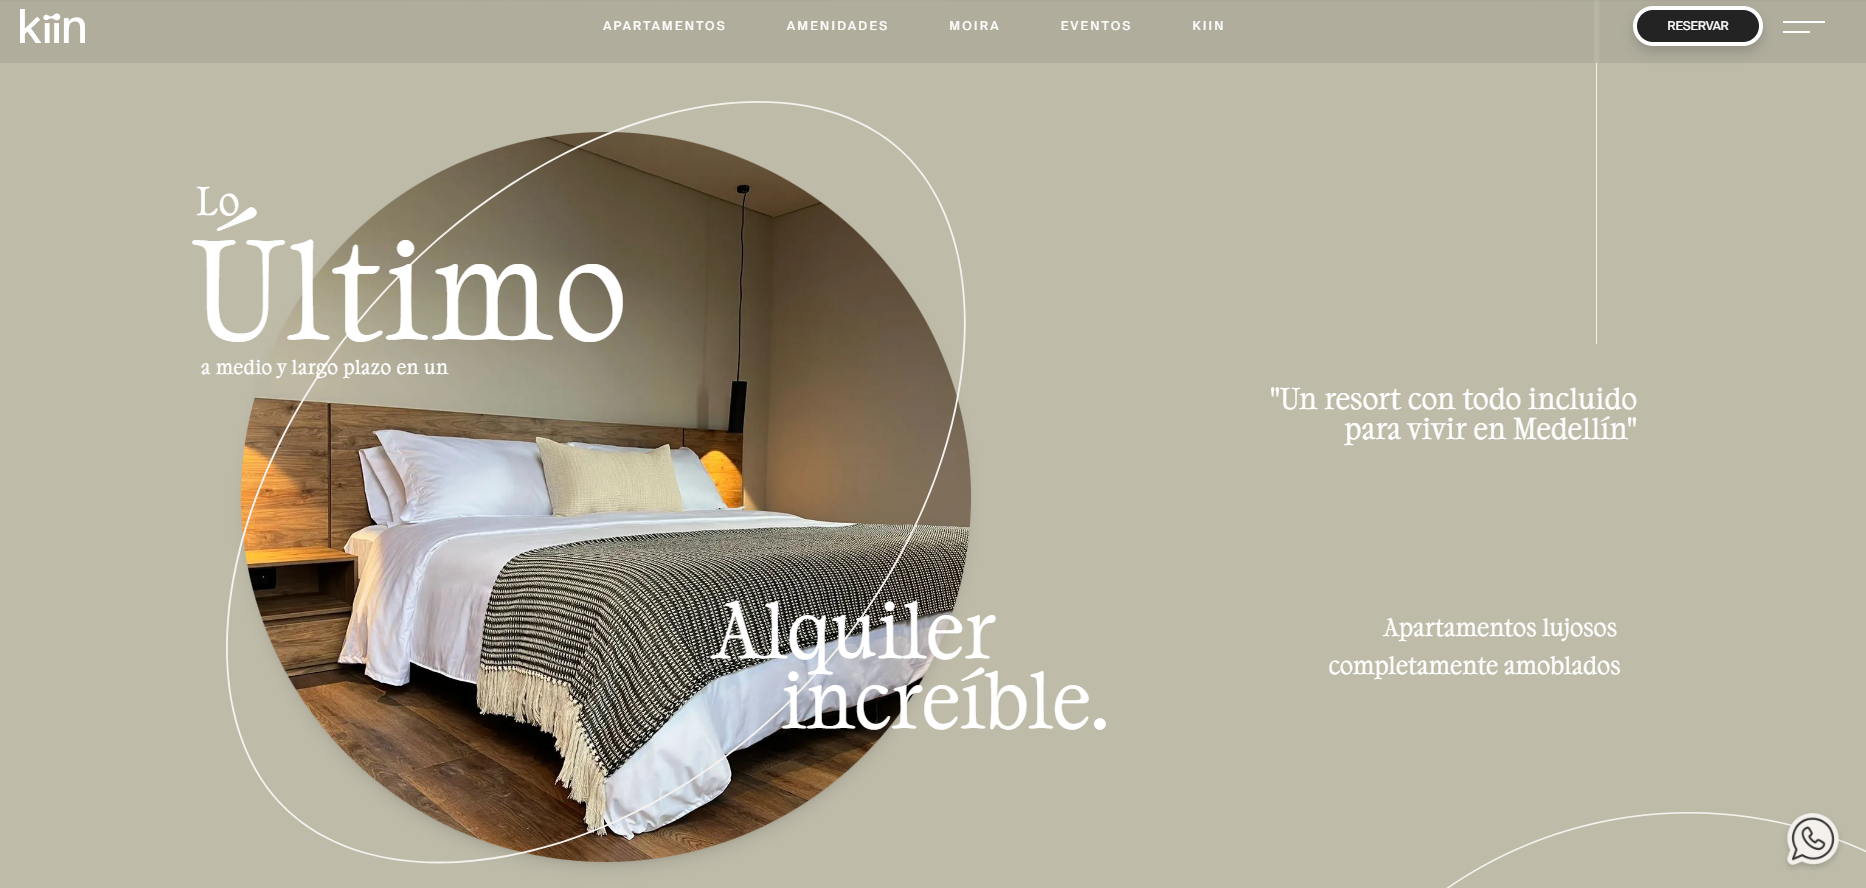 kiin
APARTAMENTOS
AMENIDADES
MOIRA
EVENTOS
KIIN
RESERVAR
Lo
Último
a medio y largo plazo en un
Alquiler
increíble.
"Un resort con todo incluido
para vivir en Medellín"
Apartamentos lujosos
completamente amoblados